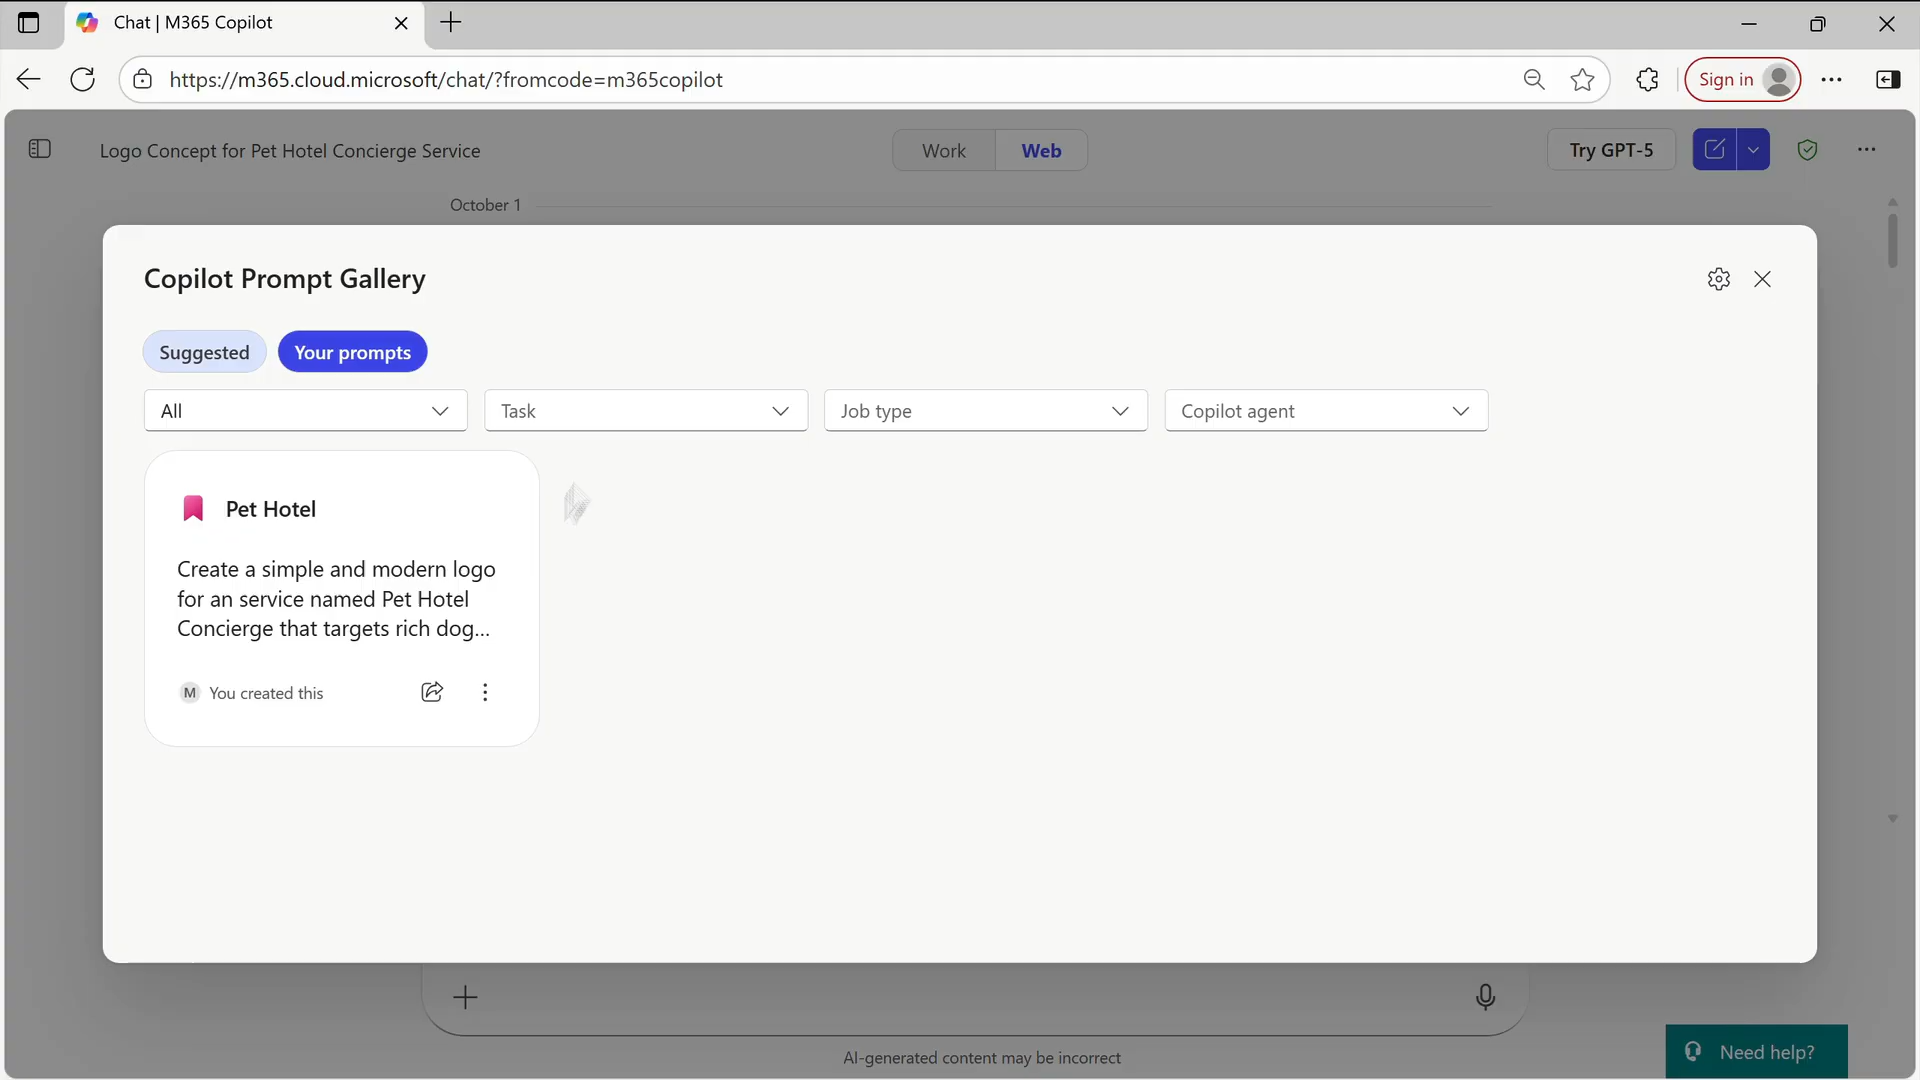 Chat | M365 Copilot
https://m365.cloud.microsoft/chat/?fromcode=m365copilot
Sign in
Logo Concept for Pet Hotel Concierge Service
Work
Web
Try GPT-5
October 1
Copilot Prompt Gallery
Suggested
Your prompts
All
Task
Job type
Copilot agent
Pet Hotel
Create a simple and modern logo
for an service named Pet Hotel
Concierge that targets rich dog...
M
You created this
AI-generated content may be incorrect
Need help?